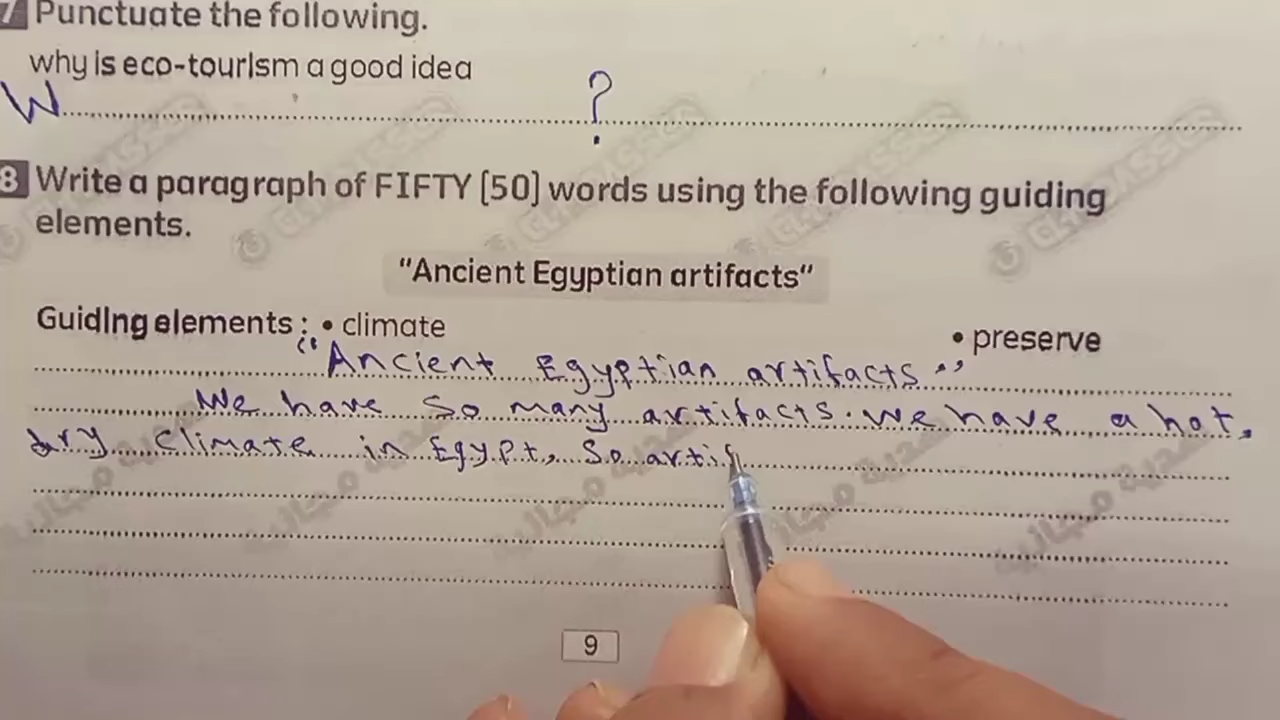 7 Punctuate the following.
why is eco-tourism a good idea
W ?
8 Write a paragraph of FIFTY (50) words using the following guiding
elements.
"Ancient Egyptian artifacts"
Guiding elements : • climate • preserve
"Ancient Egyptian artifacts"
We have so many artifacts. We have a hot,
dry climate in Egypt, So artif
9